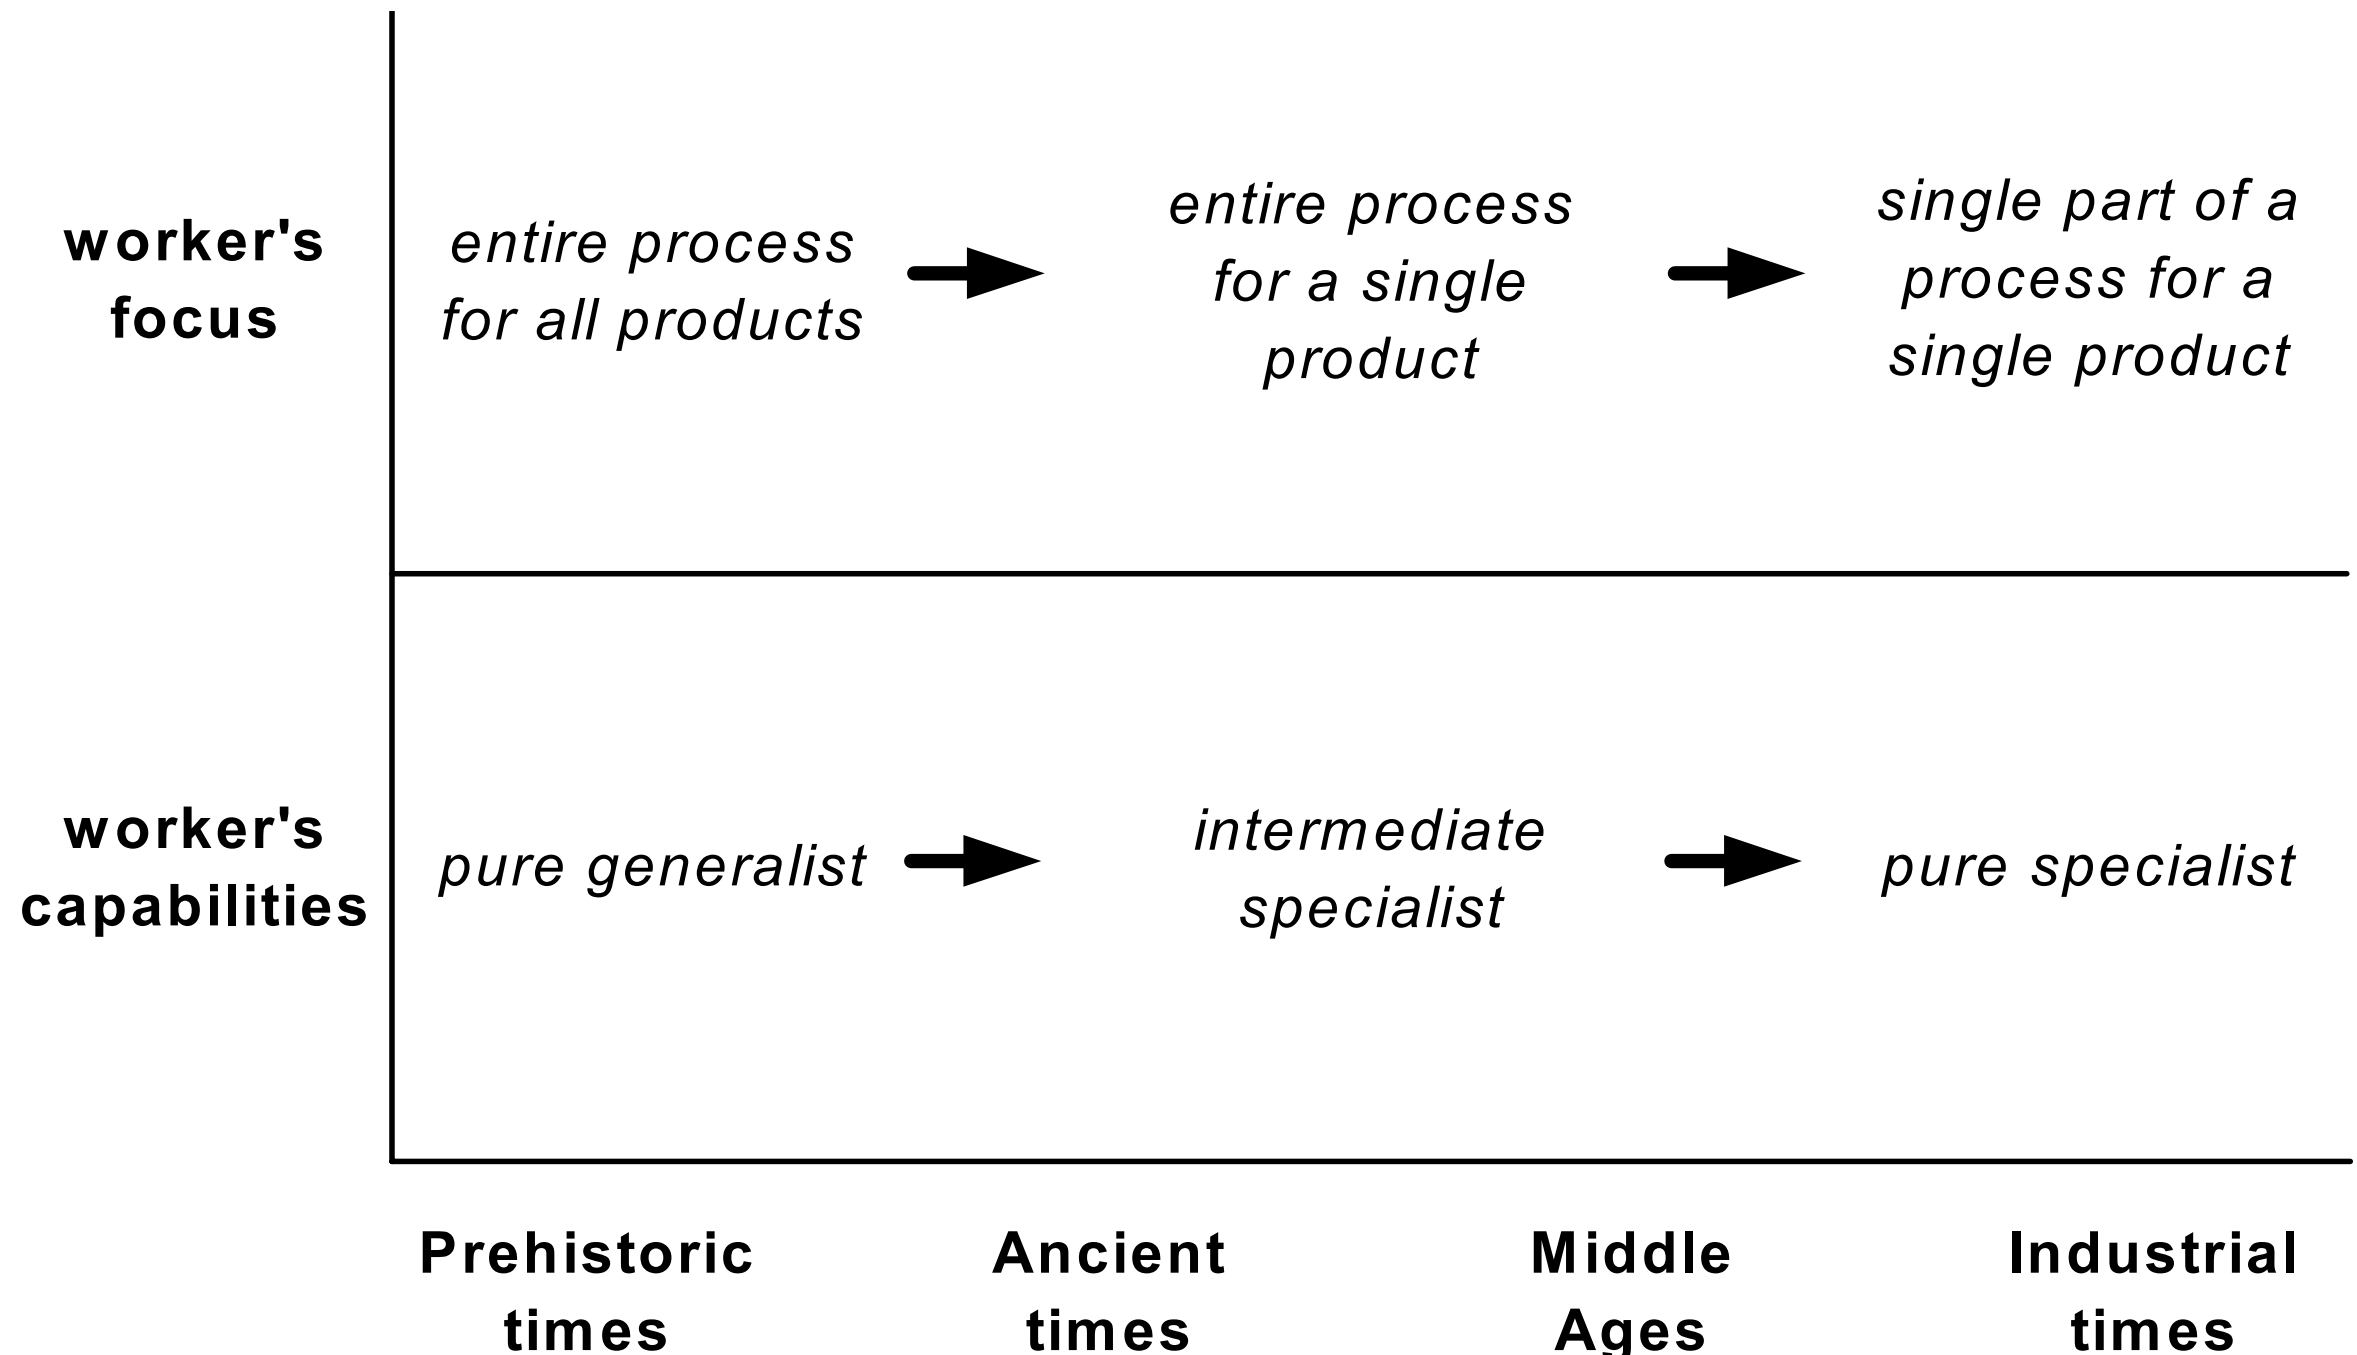 worker's
focus
entire process
for all products
entire process
for a single
product
single part of a
process for a
single product
worker's
capabilities
pure generalist
intermediate
specialist
pure specialist
Prehistoric
times
Ancient
times
Middle
Ages
Industrial
times